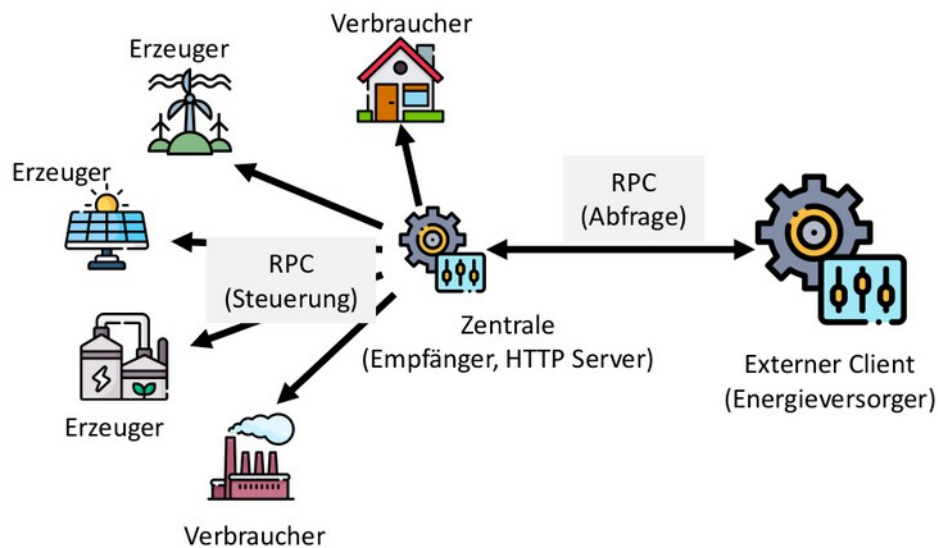 Verbraucher
Erzeuger
Erzeuger
RPC
(Abfrage)
RPC
(Steuerung)
Zentrale
(Empfänger, HTTP Server)
Externer Client
(Energieversorger)
Erzeuger
Verbraucher